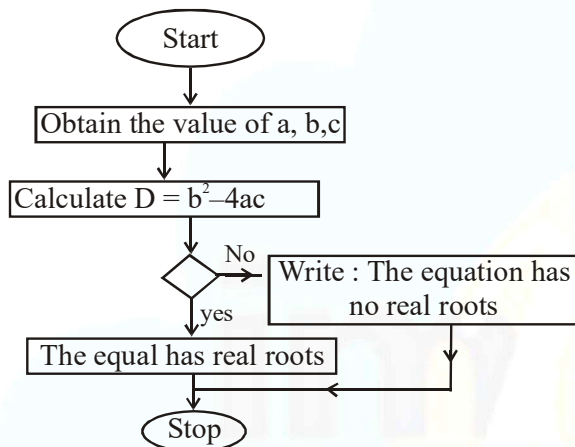 Start
Obtain the value of a, b,c
Calculate D = b²–4ac
No
Write : The equation has
no real roots
yes
The equal has real roots
Stop